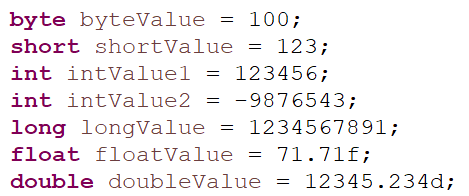 byte byteValue = 100;
short shortValue = 123;
int intValue1 = 123456;
int intValue2 = -9876543;
long longValue = 1234567891;
float floatValue = 71.71f;
double doubleValue = 12345.234d;